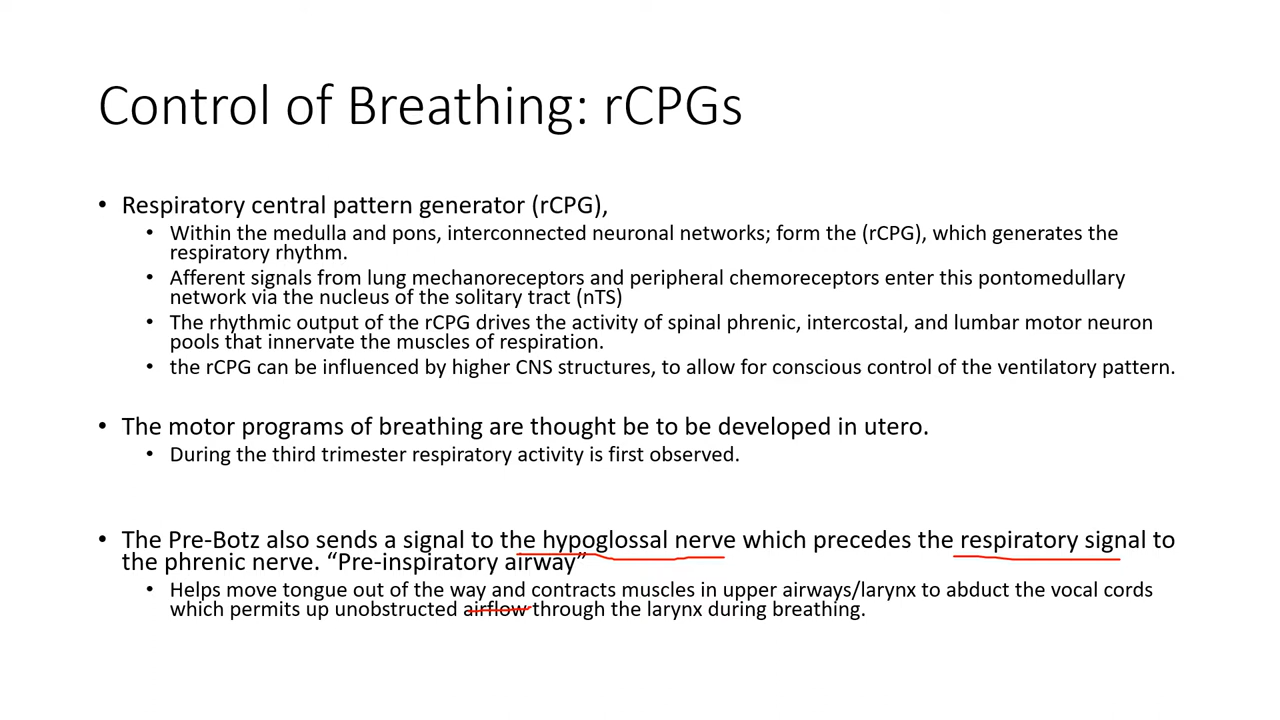 Control of Breathing: rCPGs
• Respiratory central pattern generator (rCPG),
• Within the medulla and pons, interconnected neuronal networks; form the (rCPG), which generates the
respiratory rhythm.
• Afferent signals from lung mechanoreceptors and peripheral chemoreceptors enter this pontomedullary
network via the nucleus of the solitary tract (nTS)
• The rhythmic output of the rCPG drives the activity of spinal phrenic, intercostal, and lumbar motor neuron
pools that innervate the muscles of respiration.
• the rCPG can be influenced by higher CNS structures, to allow for conscious control of the ventilatory pattern.
• The motor programs of breathing are thought be to be developed in utero.
• During the third trimester respiratory activity is first observed.
• The Pre-Botz also sends a signal to the hypoglossal nerve which precedes the respiratory signal to
the phrenic nerve. “Pre-inspiratory airway”
• Helps move tongue out of the way and contracts muscles in upper airways/larynx to abduct the vocal cords
which permits up unobstructed airflow through the larynx during breathing.